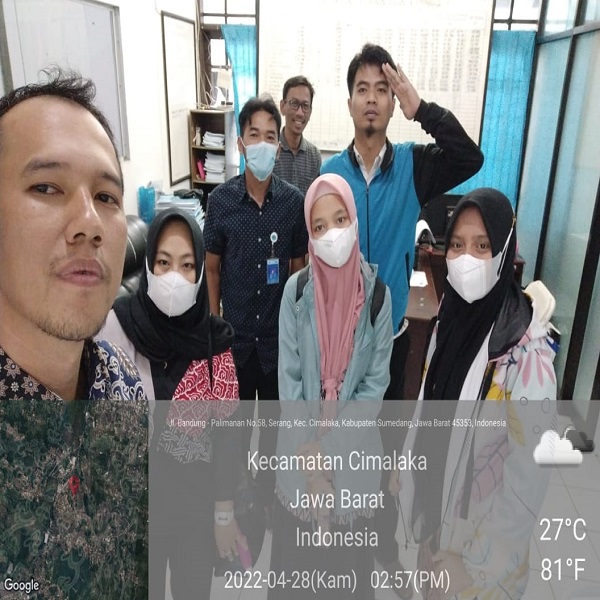 Jl. Bandung - Palimanan No.58, Serang, Kec. Cimalaka, Kabupaten Sumedang, Jawa Barat 45353, Indonesia
Kecamatan Cimalaka
Jawa Barat
Indonesia
2022-04-28(Kam) 02:57(PM)
27°C
81°F
Google